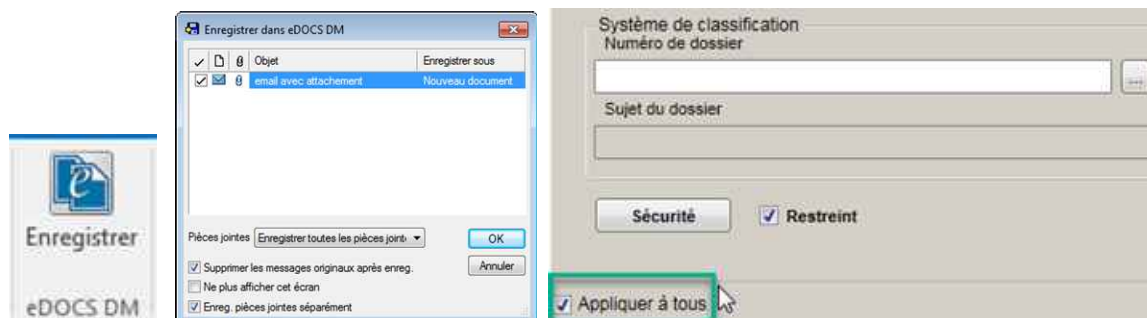 Enregistrer
eDOCS DM
Enregistrer dans eDOCS DM
Objet Enregistrer sous
email avec attachement Nouveau document
Pièces jointes Enregistrer toutes les pièces joint OK
Supprimer les messages originaux après enreg. Annuler
Ne plus afficher cet écran
Enreg. pièces jointes séparément
Système de classification
Numéro de dossier
...
Sujet du dossier
Sécurité Restreint
Appliquer à tous